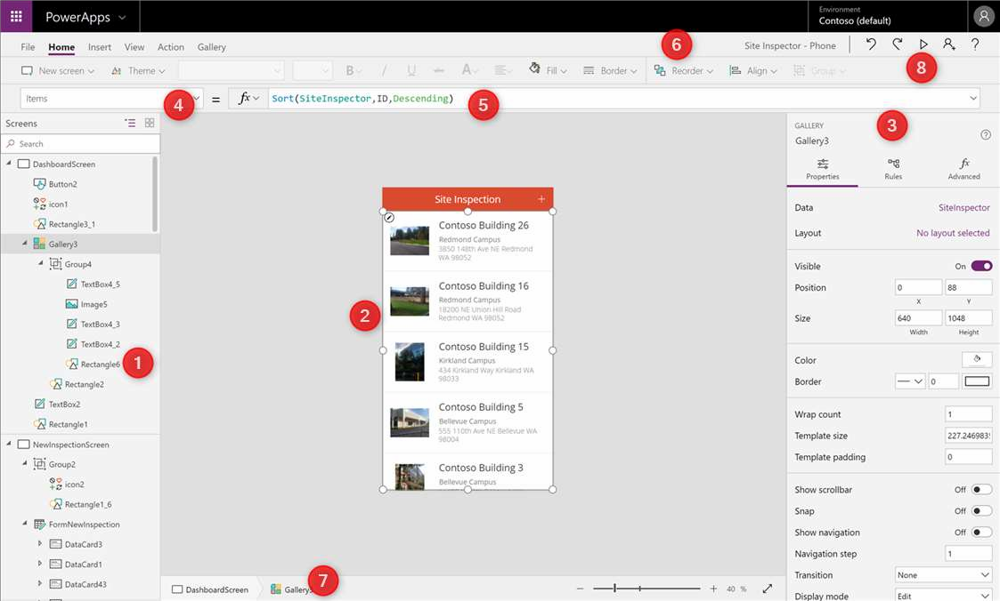 PowerApps
Environment
Contoso (default)
File Home Insert View Action Gallery
6
Site Inspector - Phone
?
New screen Theme B / U abc A Fill Border Reorder Align Group
8
Items
4
= fx
Sort(SiteInspector,ID,Descending)
5
Screens
Search
DashboardScreen
Button2
icon1
Rectangle3_1
Gallery3
Group4
TextBox4_5
Image5
TextBox4_3
TextBox4_2
Rectangle6
1
Rectangle2
TextBox2
Rectangle1
NewInspectionScreen
Group2
icon2
Rectangle1_6
FormNewInspection
DataCard3
DataCard1
DataCard43
Site Inspection +
Contoso Building 26
Redmond Campus
3850 148th Ave NE Redmond
WA 98052
Contoso Building 16
Redmond Campus
18200 NE Union Hill Road
Redmond WA 98052
2
Contoso Building 15
Kirkland Campus
434 Kirkland Way Kirkland WA
98033
Contoso Building 5
Bellevue Campus
555 110th Ave NE Bellevue WA
98004
Contoso Building 3
Bellevue Campus
DashboardScreen
Gallery3
7
− + 40 %
GALLERY
3
Gallery3
?
Properties Rules Advanced
Data SiteInspector
Layout No layout selected
Visible On
Position 0 88
X Y
Size 640 1048
Width Height
Color
Border 0
Wrap count 1
Template size 227.246983
Template padding 0
Show scrollbar Off
Snap Off
Show navigation Off
Navigation step 1
Transition None
Display mode Edit